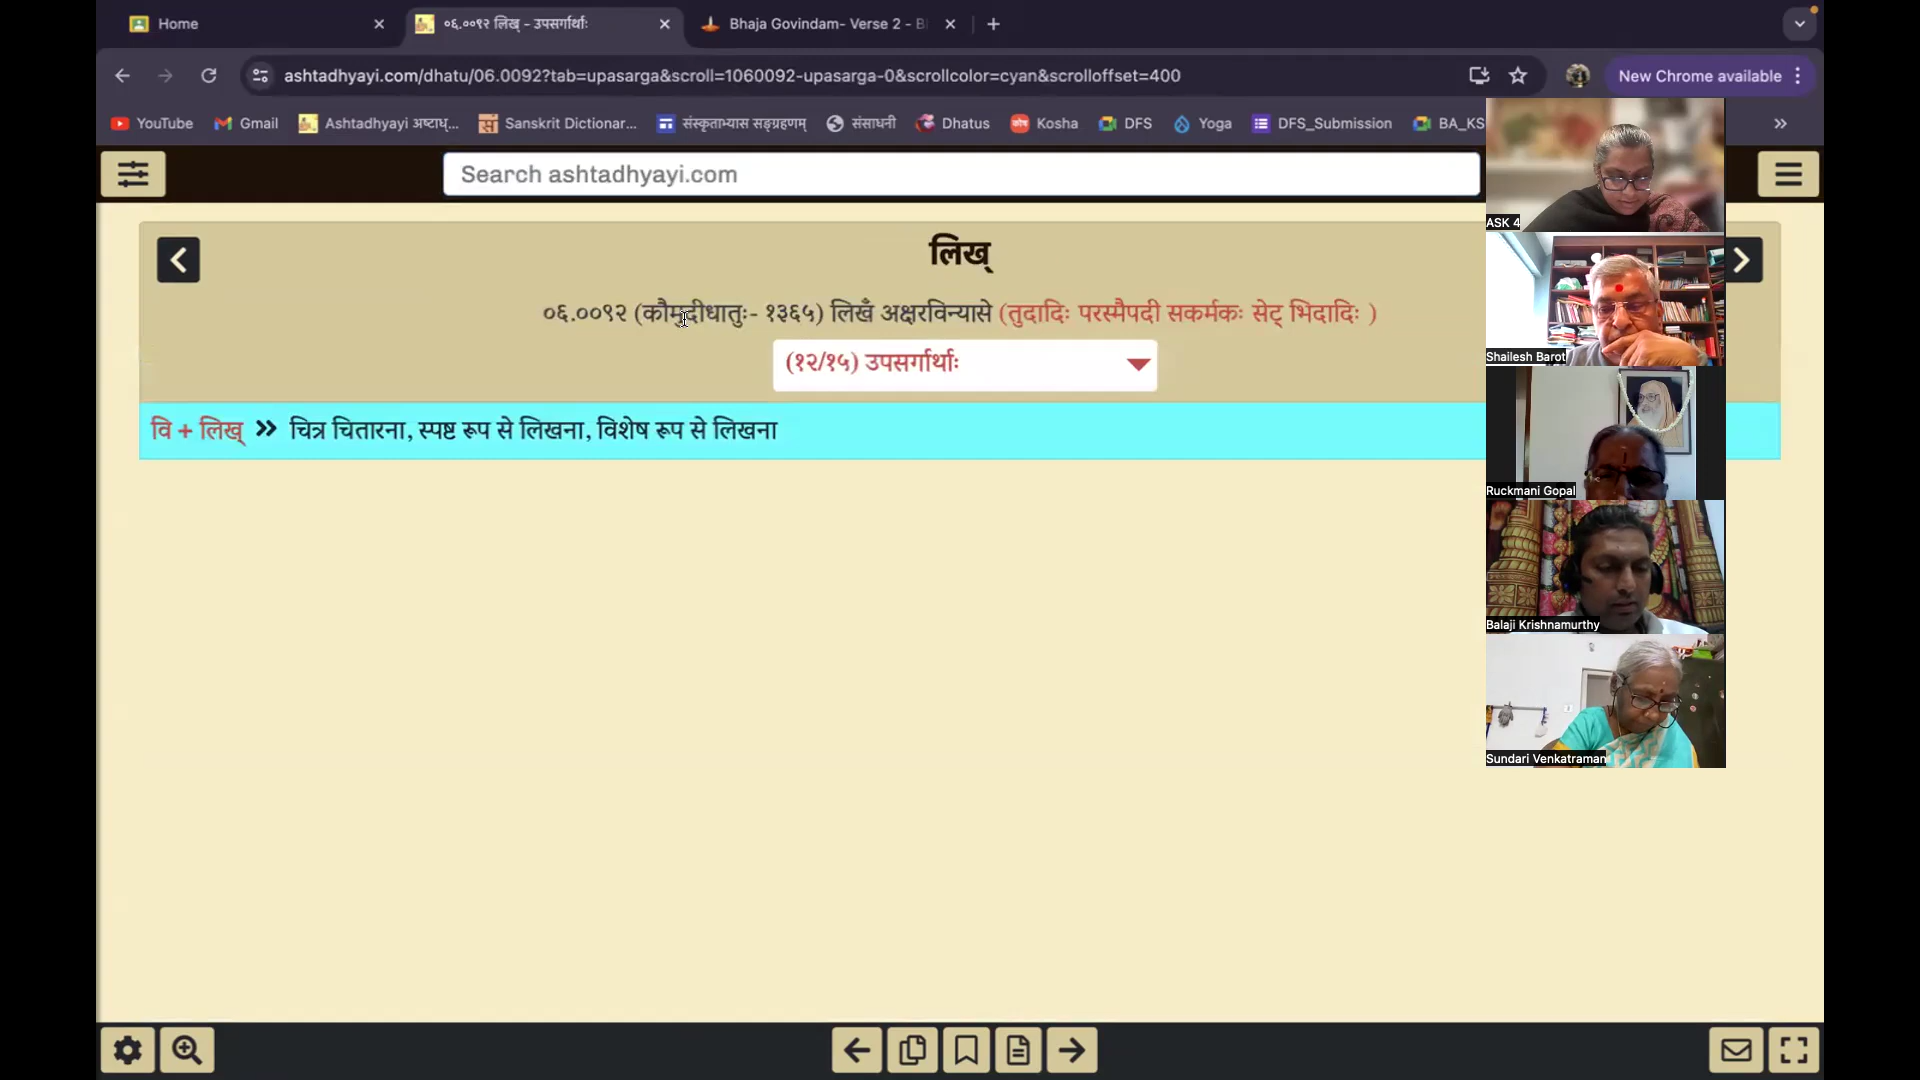 Home
०६.००९२ लिख् - उपसर्गार्थाः
Bhaja Govindam- Verse 2 - B
ashtadhyayi.com/dhatu/06.0092?tab=upasarga&scroll=1060092-upasarga-0&scrollcolor=cyan&scrolloffset=400
New Chrome available
YouTube
Gmail
Ashtadhyayi अष्टाध्...
Sanskrit Dictionar...
संस्कृताभ्यास सङ्ग्रहणम्
संसाधनी
Dhatus
Kosha
DFS
Yoga
DFS_Submission
BA_KS
Search ashtadhyayi.com
लिख्
०६.००९२ (कौमुदीधातुः- १३६५) लिखँ अक्षरविन्यासे (तुदादिः परस्मैपदी सकर्मकः सेट् भिदादिः )
(१२/१५) उपसर्गार्थाः
वि + लिख् » चित्र चितारना, स्पष्ट रूप से लिखना, विशेष रूप से लिखना
ASK 4
Shailesh Barot
Ruckmani Gopal
Balaji Krishnamurthy
Sundari Venkatraman